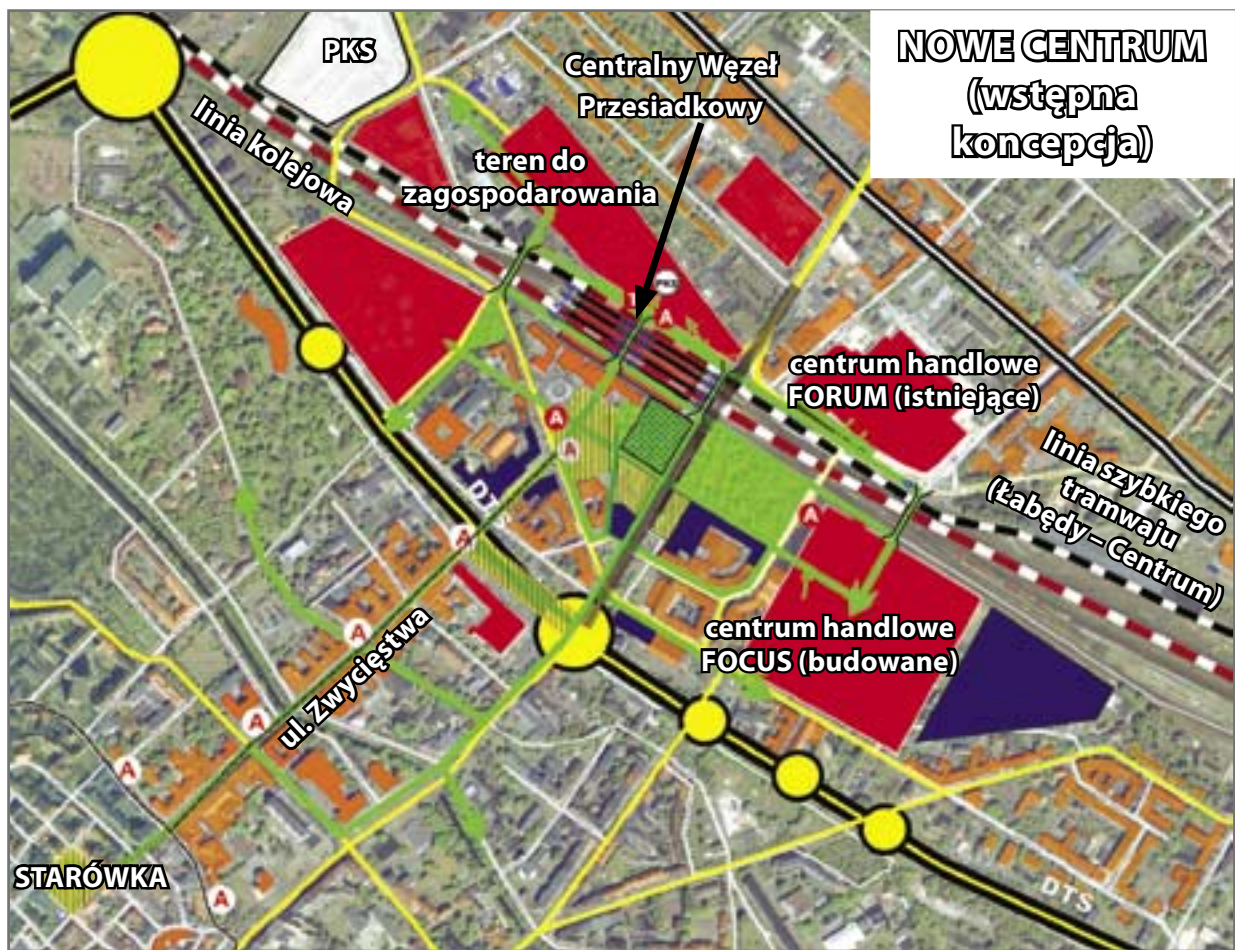 NOWE CENTRUM
(wstępna
koncepcja)
PKS
Centralny Węzeł
Przesiadkowy
linia kolejowa
teren do
zagospodarowania
PKS
A
centrum handlowe
FORUM (istniejące)
linia szybkiego
tramwaju
(Łabędy – Centrum)
A
A
DTS
A
A
centrum handlowe
FOCUS (budowane)
A
ul. Zwycięstwa
A
A
STARÓWKA
A
DTS